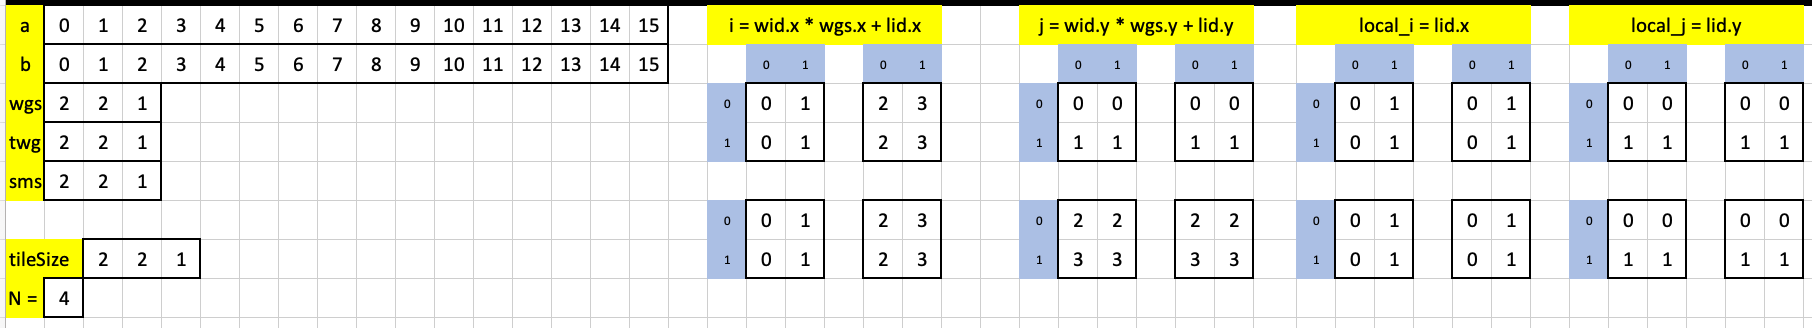 a 0 1 2 3 4 5 6 7 8 9 10 11 12 13 14 15 i = wid.x * wgs.x + lid.x j = wid.y * wgs.y + lid.y local_i = lid.x local_j = lid.y
b 0 1 2 3 4 5 6 7 8 9 10 11 12 13 14 15 0 1 0 1 0 1 0 1 0 1 0 1 0 1 0 1
wgs 2 2 1 0 0 1 2 3 0 0 0 0 0 0 0 1 0 1 0 0 0 0 0
twg 2 2 1 1 0 1 2 3 1 1 1 1 1 1 0 1 0 1 1 1 1 1 1
sms 2 2 1
0 0 1 2 3 0 2 2 2 2 0 0 1 0 1 0 0 0 0 0
tileSize 2 2 1 1 0 1 2 3 1 3 3 3 3 1 0 1 0 1 1 1 1 1 1
N = 4